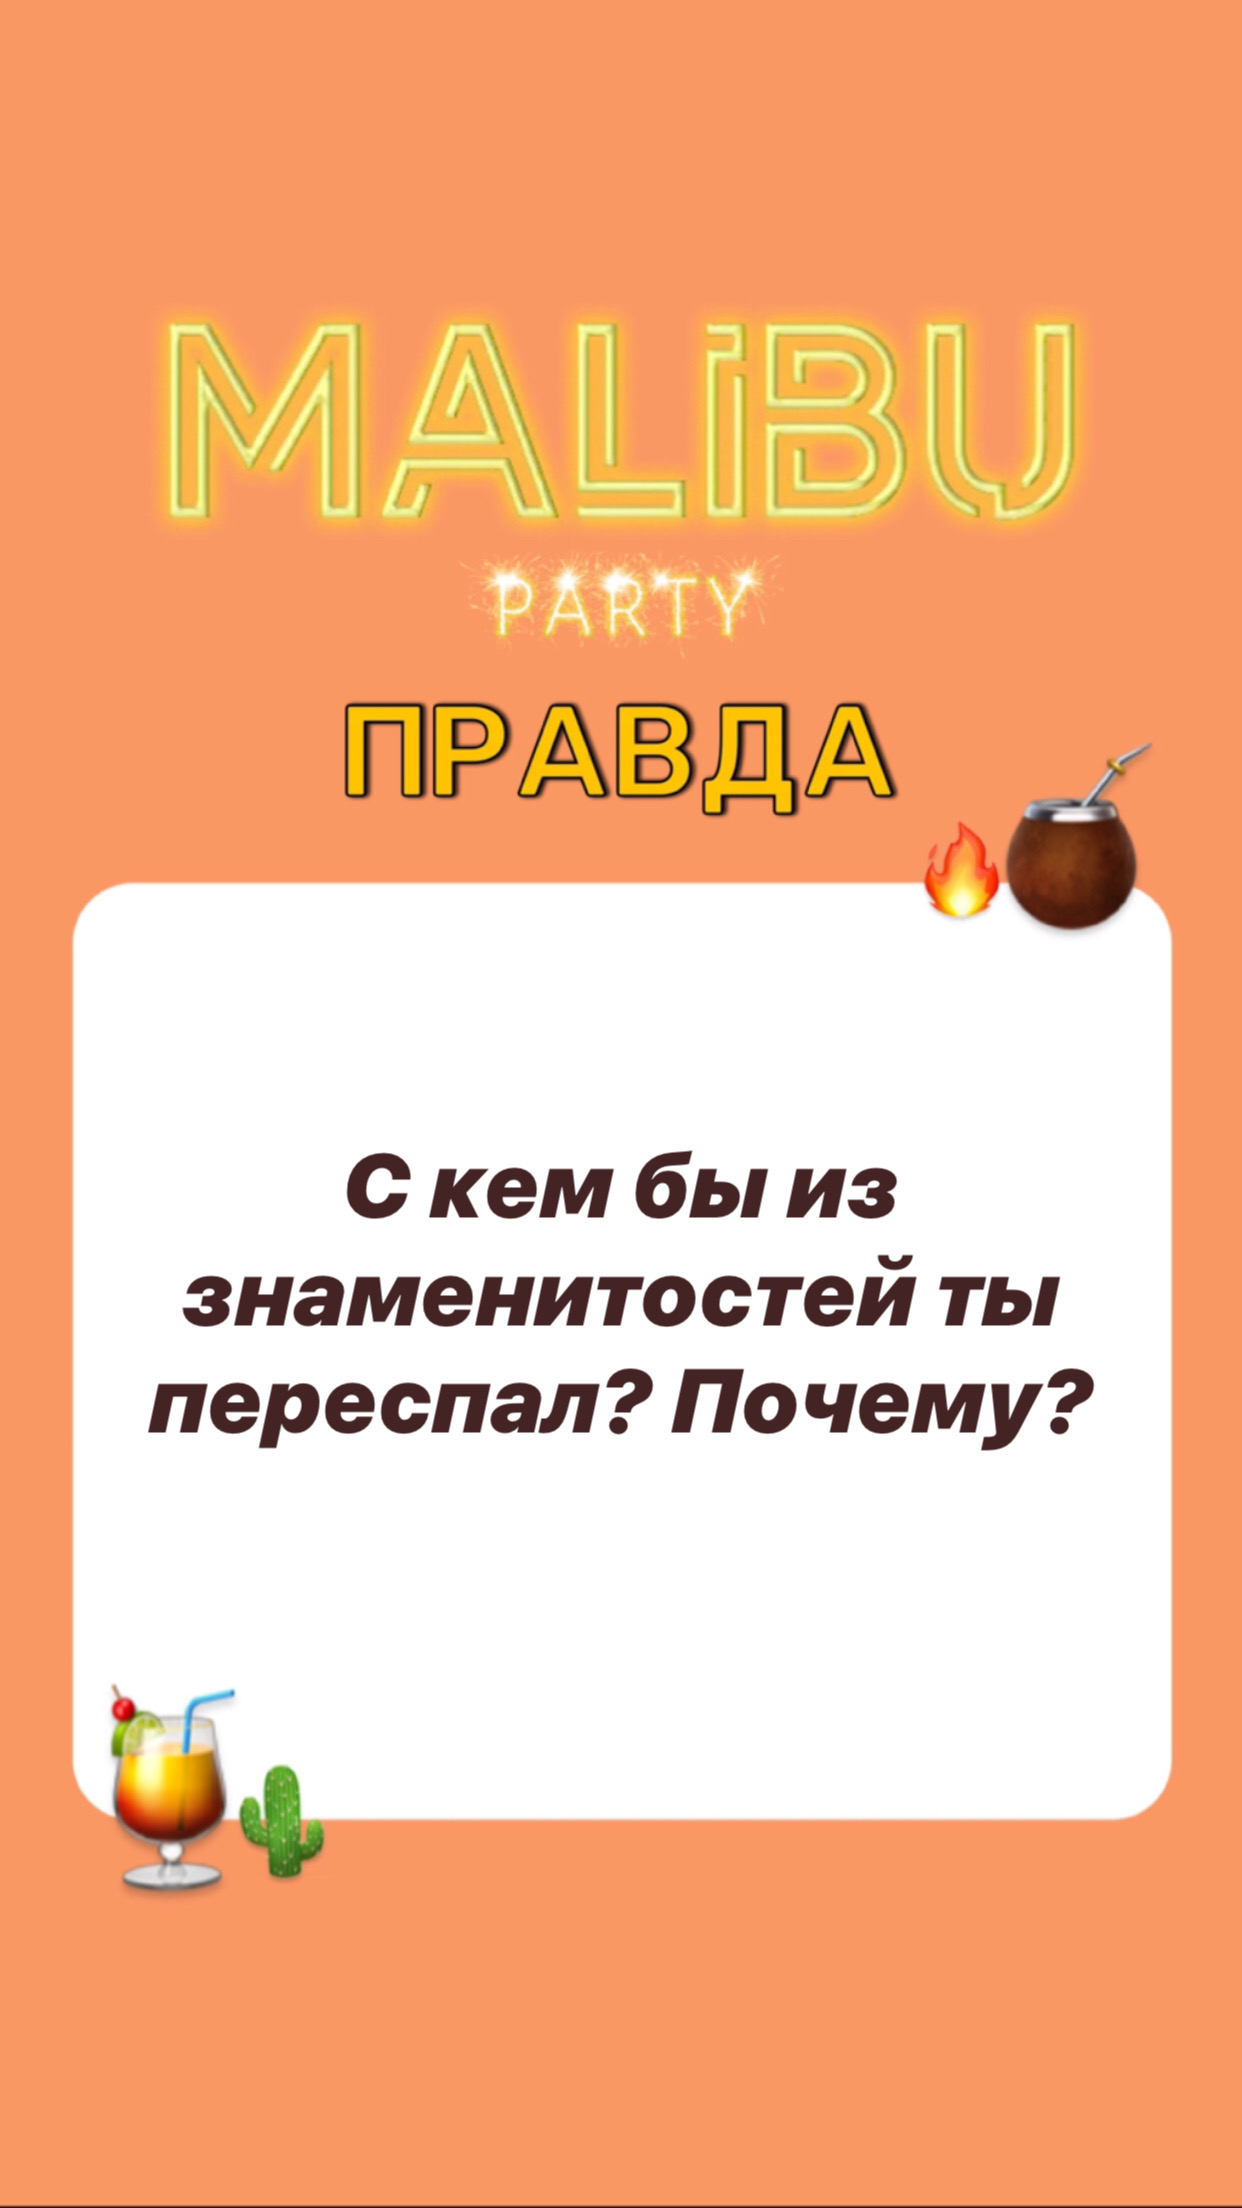 MALiBU
PARTY
ПРАВДА
С кем бы из
знаменитостей ты
переспал? Почему?